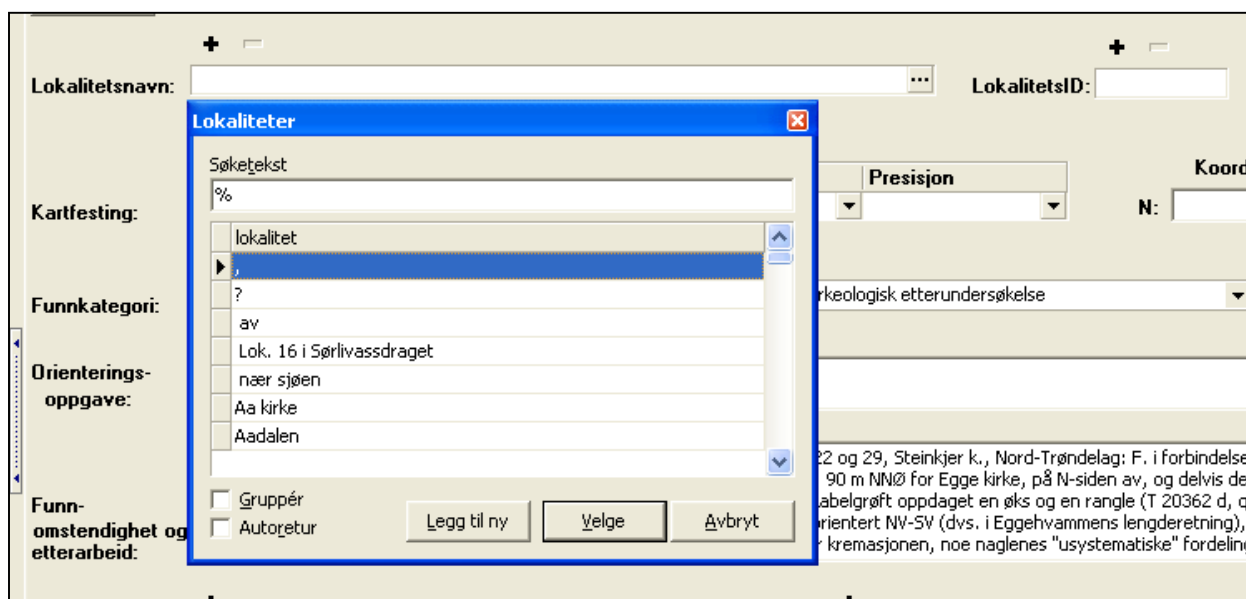 Lokalitetsnavn:
...
LokalitetsID:
Lokaliteter
Søketekst
%
Presisjon
Koord
Kartfesting:
N:
lokalitet
,
?
av
Lok. 16 i Sørlivassdraget
nær sjøen
Aa kirke
Aadalen
Funnkategori:
rkeologisk etterundersøkelse
Orienterings-
oppgave:
22 og 29, Steinkjer k., Nord-Trøndelag: F. i forbindelse
90 m NNØ for Egge kirke, på N-siden av, og delvis de
abelgrøft oppdaget en øks og en rangle (T 20362 d, q
rientert NV-SV (dvs. i Eggehvammens lengderetning),
kremasjonen, noe naglenes "usystematiske" fordeling
Funn-
omstendighet og
etterarbeid:
Gruppér
Autoretur
Legg til ny
Velge
Avbryt